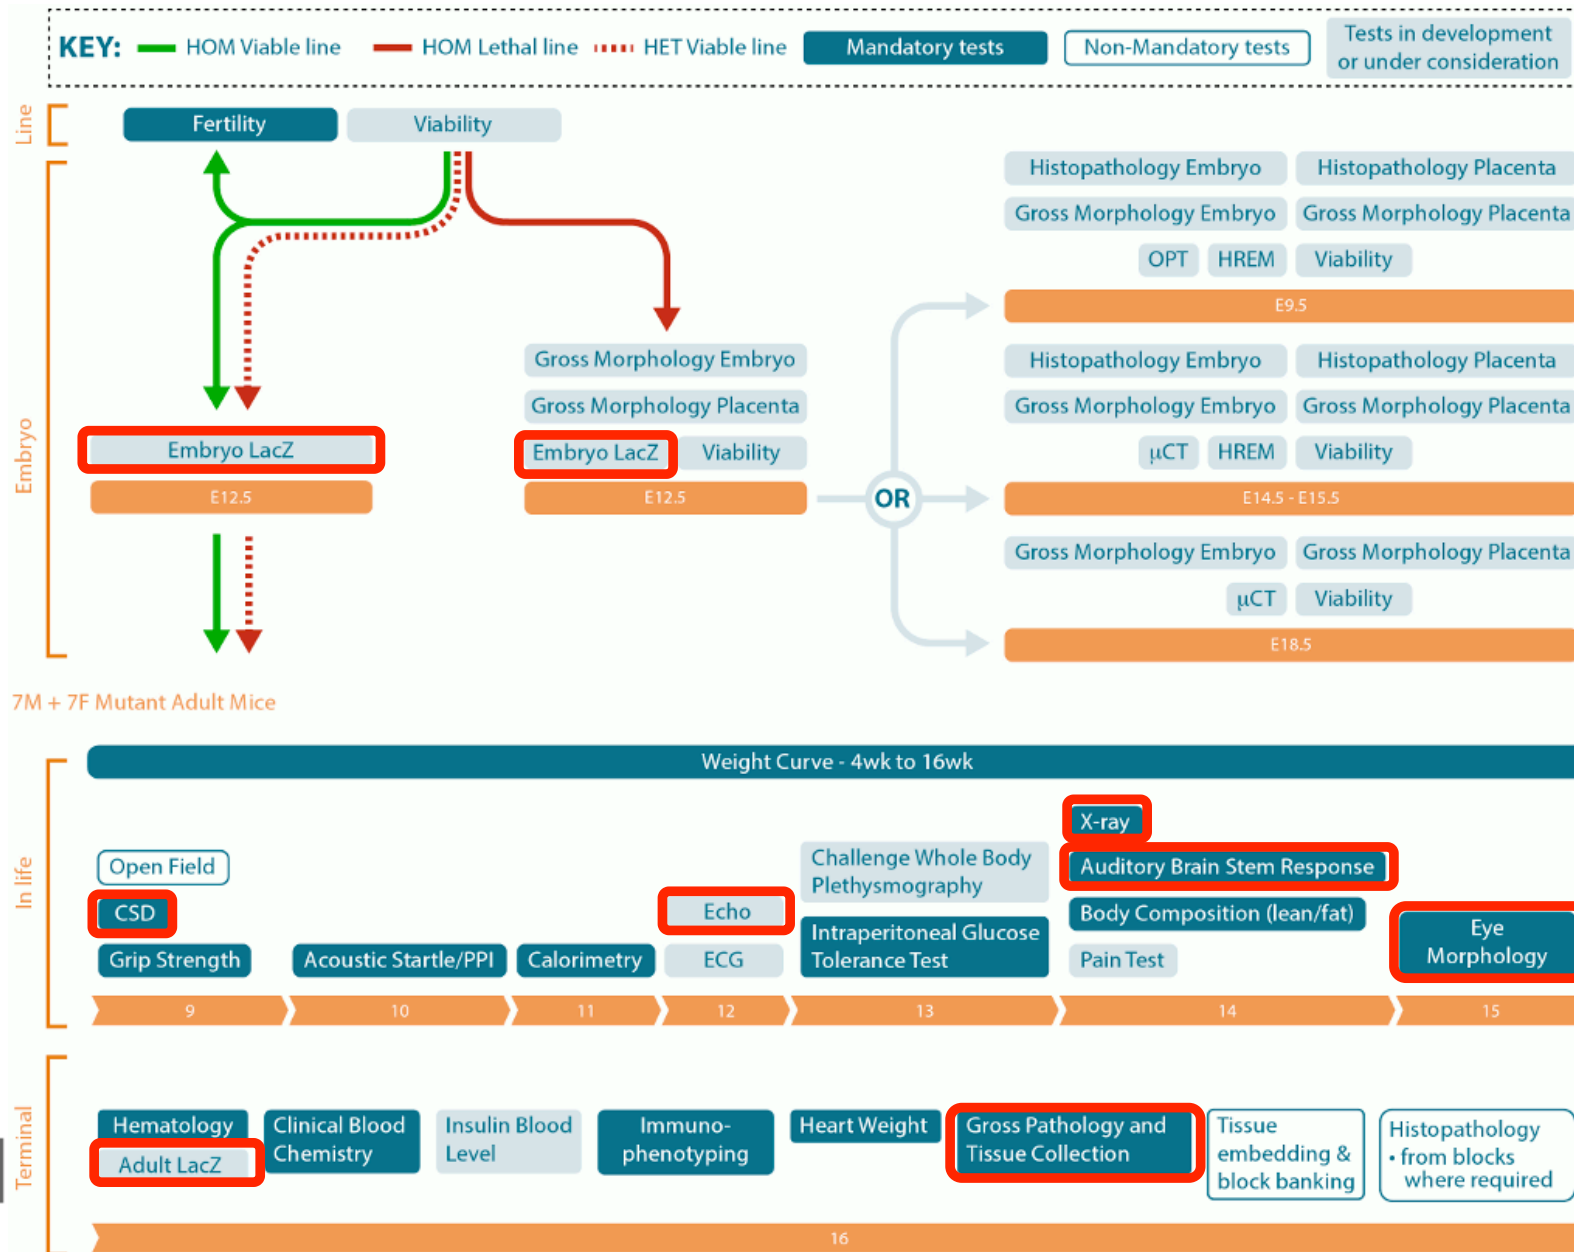 KEY: HOM Viable line HOM Lethal line HET Viable line Mandatory tests Non-Mandatory tests Tests in development
or under consideration
Line
Fertility Viability
Embryo
Histopathology Embryo Histopathology Placenta
Gross Morphology Embryo Gross Morphology Placenta
OPT HREM Viability
E9.5
Gross Morphology Embryo
Gross Morphology Placenta
Embryo LacZ Viability
E12.5
Embryo LacZ
E12.5
OR
Histopathology Embryo Histopathology Placenta
Gross Morphology Embryo Gross Morphology Placenta
μCT HREM Viability
E14.5 - E15.5
Gross Morphology Embryo Gross Morphology Placenta
μCT Viability
E18.5
7M + 7F Mutant Adult Mice
In life
Weight Curve - 4wk to 16wk
Open Field
CSD
Grip Strength
Acoustic Startle/PPI
Calorimetry
Echo
ECG
Challenge Whole Body
Plethysmography
Intraperitoneal Glucose
Tolerance Test
X-ray
Auditory Brain Stem Response
Body Composition (lean/fat)
Pain Test
Eye
Morphology
9 10 11 12 13 14 15
Terminal
Hematology
Adult LacZ
Clinical Blood
Chemistry
Insulin Blood
Level
Immuno-
phenotyping
Heart Weight
Gross Pathology and
Tissue Collection
Tissue
embedding &
block banking
Histopathology
• from blocks
where required
16